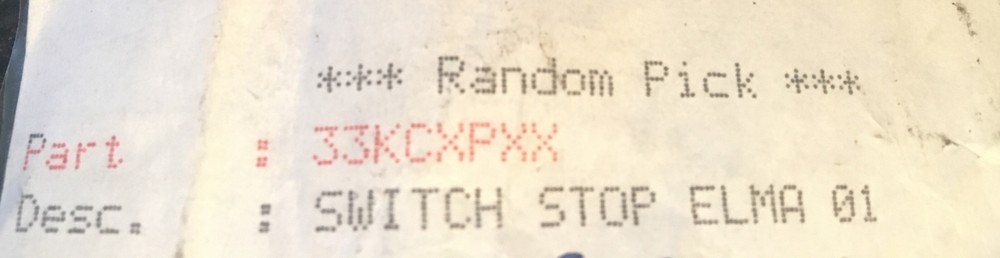 *** Random Pick ***
Part : 33KCXPXX
Desc. : SWITCH STOP ELMA 01